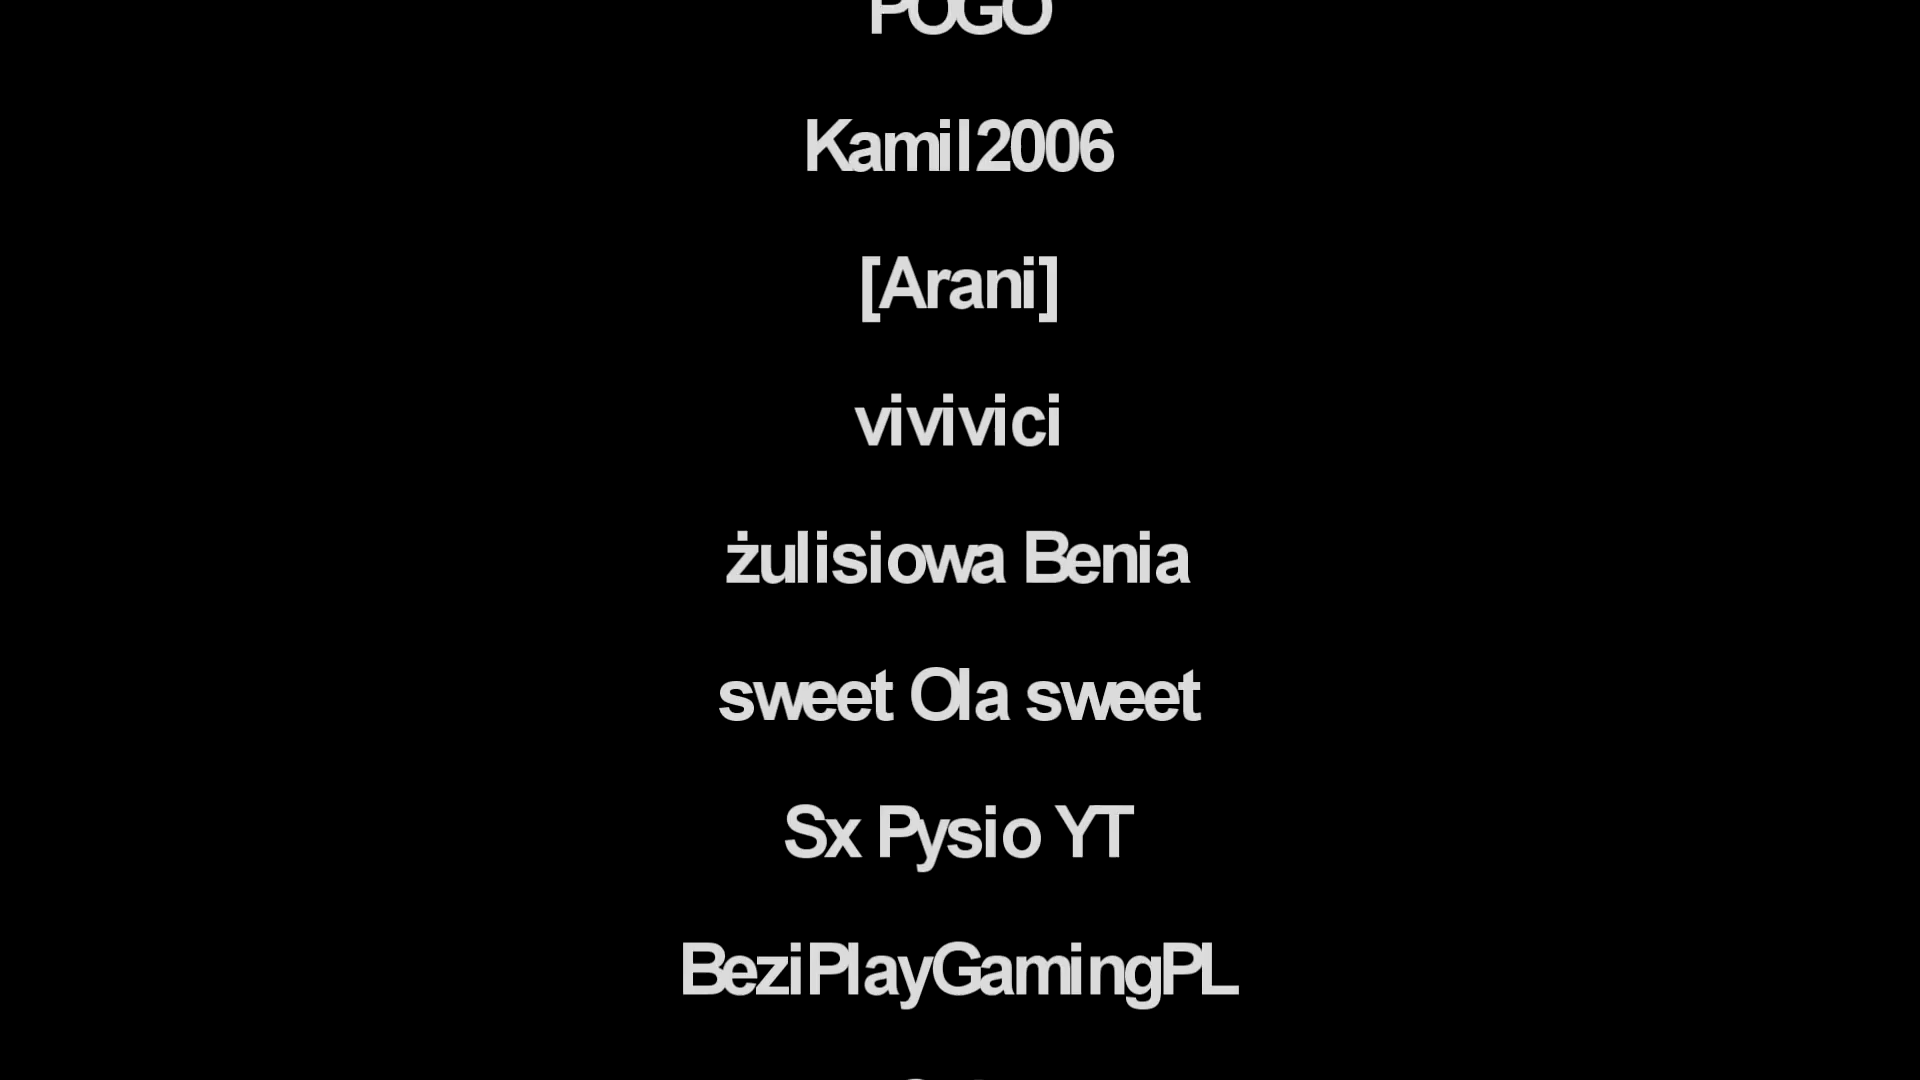 POGO
Kamil2006
[Arani]
vivivici
żulisiowa Benia
sweet Ola sweet
Sx Pysio YT
BeziPlayGamingPL